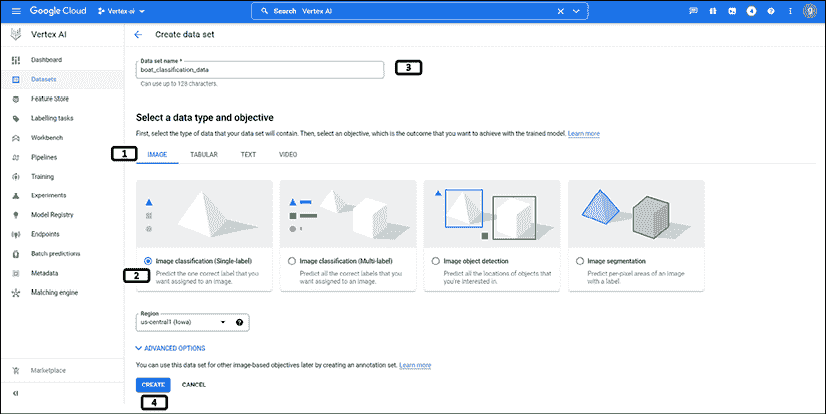 Google Cloud
Vertex-ai
Search Vertex AI
4
9
Vertex AI
Create data set
Dashboard
Datasets
Feature Store
Labelling tasks
Workbench
Pipelines
Training
Experiments
Model Registry
Endpoints
Batch predictions
Metadata
Matching engine
Marketplace
Data set name *
boat_classification_data
3
Can use up to 128 characters.
Select a data type and objective
First, select the type of data that your data set will contain. Then, select an objective, which is the outcome that you want to achieve with the trained model. Learn more
1
IMAGE TABULAR TEXT VIDEO
Image classification (Single-label)
Predict the one correct label that you
want assigned to an image.
2
Image classification (Multi-label)
Predict all the correct labels that you
want assigned to an image.
Image object detection
Predict all the locations of objects that
you're interested in.
Image segmentation
Predict per-pixel areas of an image
with a label.
Region
us-central1 (Iowa)
ADVANCED OPTIONS
You can use this data set for other image-based objectives later by creating an annotation set. Learn more
CREATE CANCEL
4